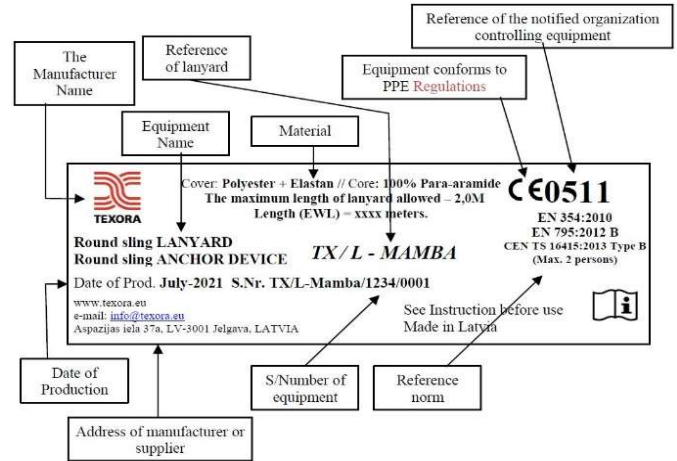 Reference of the notified organization
controlling equipment
The
Manufacturer
Name
Reference
of lanyard
Equipment conforms to
PPE Regulations
Equipment
Name
Material
TEXORA
Cover: Polyester + Elastan // Core: 100% Para-aramide
The maximum length of lanyard allowed – 2,0M
Length (EWL) = xxxx meters.
CE0511
EN 354:2010
EN 795:2012 B
CEN TS 16415:2013 Type B
(Max. 2 persons)
Round sling LANYARD
Round sling ANCHOR DEVICE
TX/ L - MAMBA
Date of Prod. July-2021 S.Nr. TX/L-Mamba/1234/0001
www.texora.eu
e-mail: info@texora.eu
Aspazijas iela 37a, LV-3001 Jelgava, LATVIA
See Instruction before use
Made in Latvia
i
Date of
Production
S/Number of
equipment
Reference
norm
Address of manufacturer or
supplier